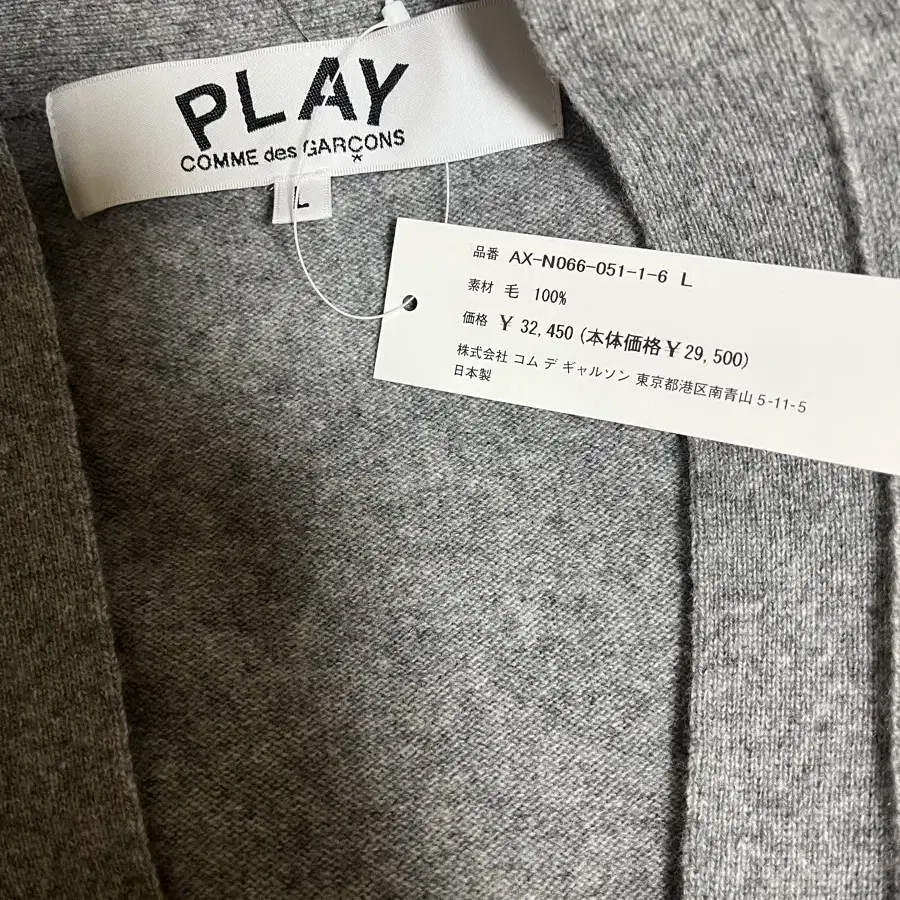 PLAY
COMME des GARÇONS
L
品番 AX-N066-051-1-6 L
素材 毛 100%
価格 ¥ 32,450 (本体価格¥29,500)
株式会社 コム デ ギャルソン 東京都港区南青山 5-11-5
日本製